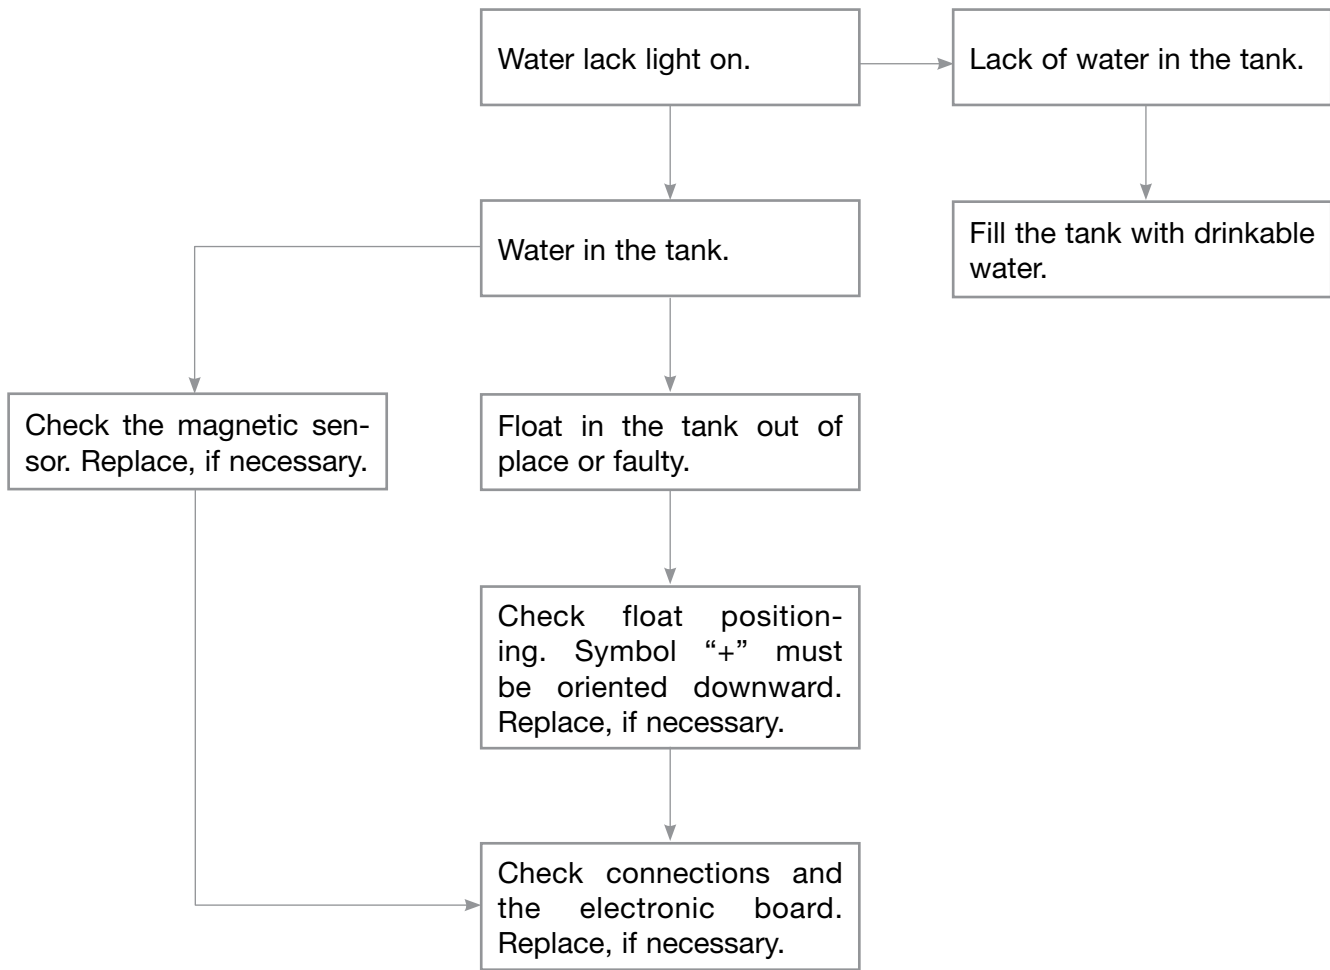 Water lack light on.
Lack of water in the tank.
Water in the tank.
Fill the tank with drinkable
water.
Check the magnetic sen-
sor. Replace, if necessary.
Float in the tank out of
place or faulty.
Check float position-
ing. Symbol “+” must
be oriented downward.
Replace, if necessary.
Check connections and
the electronic board.
Replace, if necessary.